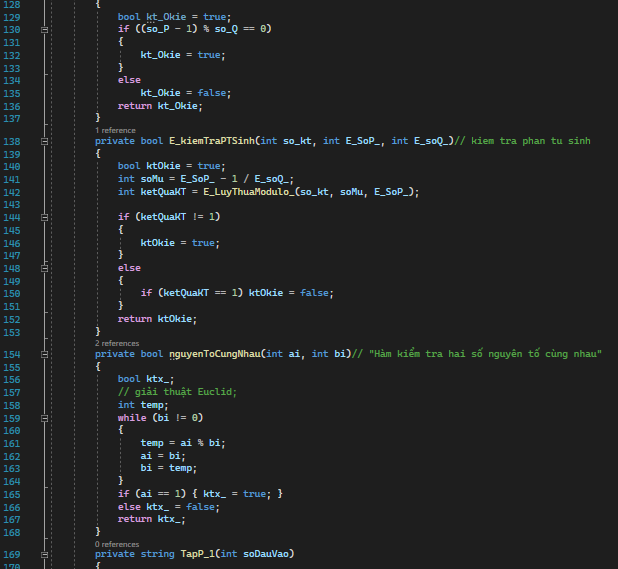 128 {
129 bool kt_Okie = true;
130 if ((so_P - 1) % so_Q == 0)
131 {
132 kt_Okie = true;
133 }
134 else
135 kt_Okie = false;
136 return kt_Okie;
137 }
1 reference
138 private bool E_kiemTraPTSinh(int so_kt, int E_SoP_, int E_soQ_)// kiem tra phan tu sinh
139 {
140 bool ktOkie = true;
141 int soMu = E_SoP_ - 1 / E_soQ_;
142 int ketQuaKT = E_LuyThuaModulo_(so_kt, soMu, E_SoP_);
143
144 if (ketQuaKT != 1)
145 {
146 ktOkie = true;
147 }
148 else
149 {
150 if (ketQuaKT == 1) ktOkie = false;
151 }
152 return ktOkie;
153 }
2 references
154 private bool nguyenToCungNhau(int ai, int bi)// "Hàm kiểm tra hai số nguyên tố cùng nhau"
155 {
156 bool ktx_;
157 // giải thuật Euclid;
158 int temp;
159 while (bi != 0)
160 {
161 temp = ai % bi;
162 ai = bi;
163 bi = temp;
164 }
165 if (ai == 1) { ktx_ = true; }
166 else ktx_ = false;
167 return ktx_;
168 }
0 references
169 private string TapP_1(int soDauVao)
170 {